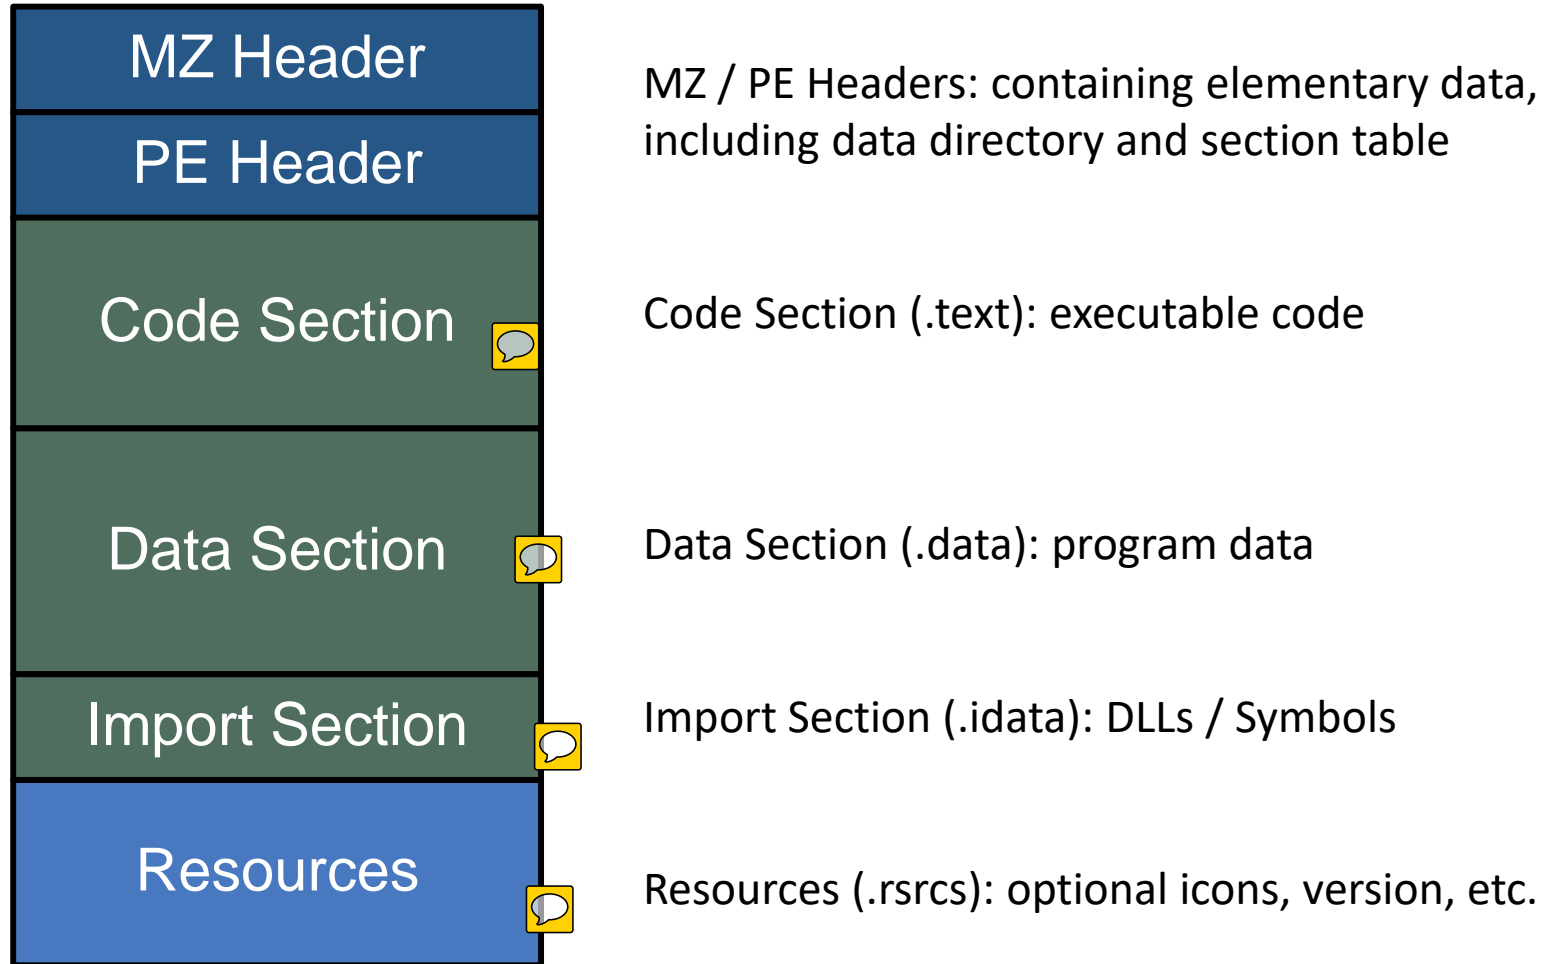 MZ Header
PE Header
MZ / PE Headers: containing elementary data,
including data directory and section table
Code Section
Code Section (.text): executable code
Data Section
Data Section (.data): program data
Import Section
Import Section (.idata): DLLs / Symbols
Resources
Resources (.rsrcs): optional icons, version, etc.